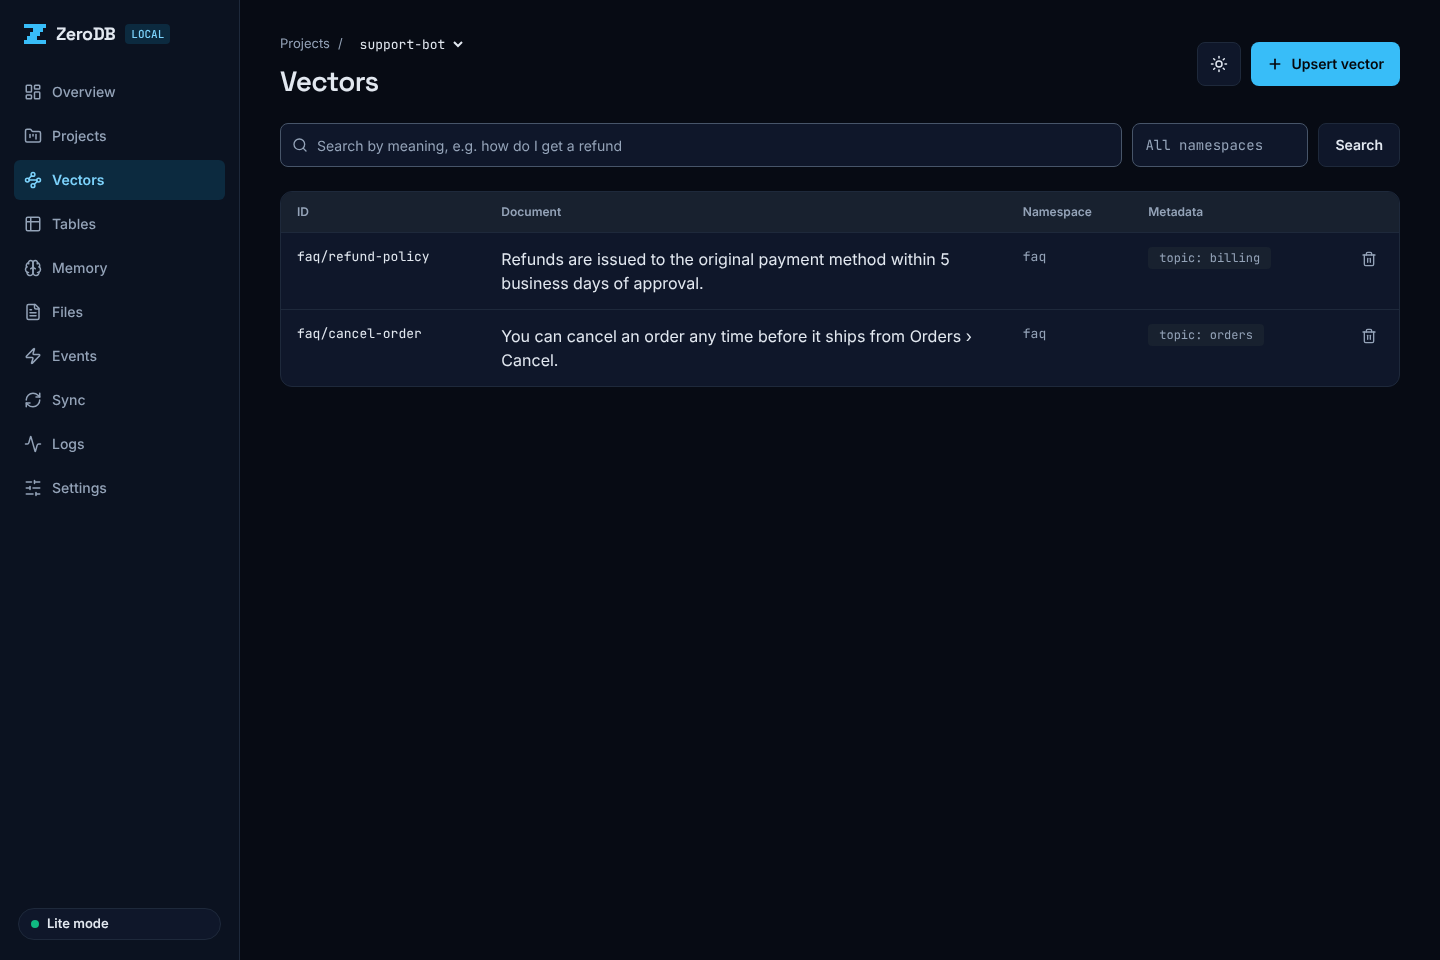 ZeroDB LOCAL
Overview
Projects
Vectors
Tables
Memory
Files
Events
Sync
Logs
Settings
Lite mode
Projects / support-bot
Vectors
Upsert vector
Search by meaning, e.g. how do I get a refund
All namespaces
Search
ID Document Namespace Metadata
faq/refund-policy Refunds are issued to the original payment method within 5 faq topic: billing
business days of approval.
faq/cancel-order You can cancel an order any time before it ships from Orders › faq topic: orders
Cancel.